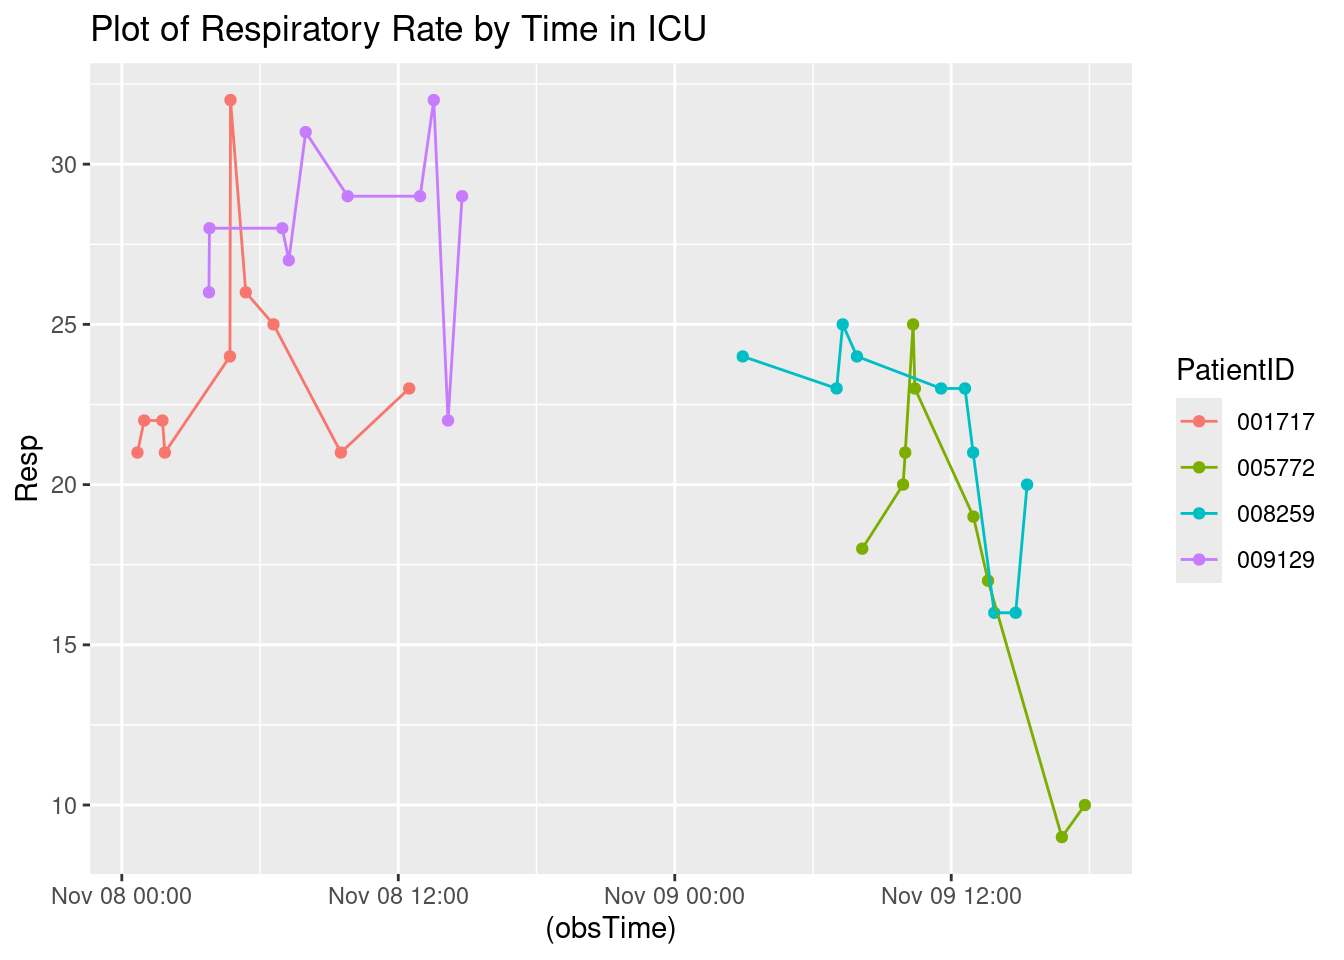 Plot of Respiratory Rate by Time in ICU
30
25
20
15
10
Resp
Nov 08 00:00
Nov 08 12:00
Nov 09 00:00
Nov 09 12:00
(obsTime)
PatientID
001717
005772
008259
009129